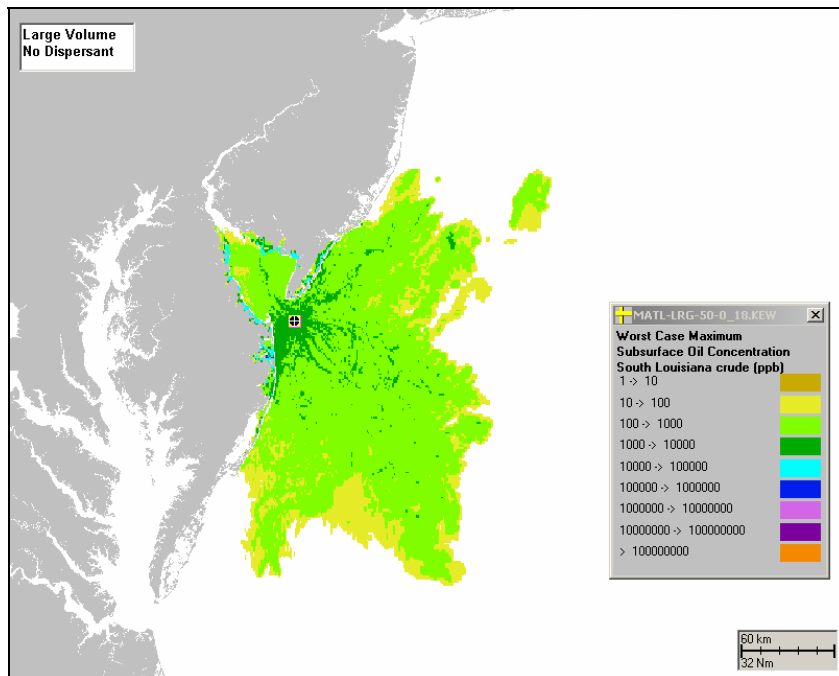 Large Volume
No Dispersant
MATL-LRG-50-0_18.KEW
Worst Case Maximum
Subsurface Oil Concentration
South Louisiana crude (ppb)
1 -> 10
10 -> 100
100 -> 1000
1000 -> 10000
10000 -> 100000
100000 -> 1000000
1000000 -> 10000000
10000000 -> 100000000
> 100000000
60 km
32 Nm